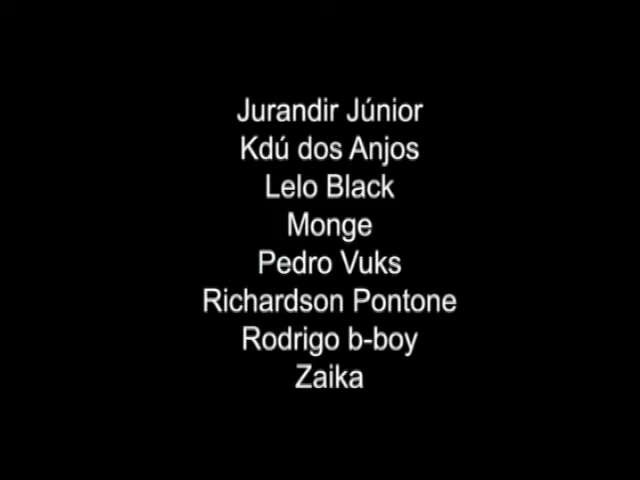 Jurandir Júnior
Kdú dos Anjos
Lelo Black
Monge
Pedro Vuks
Richardson Pontone
Rodrigo b-boy
Zaika